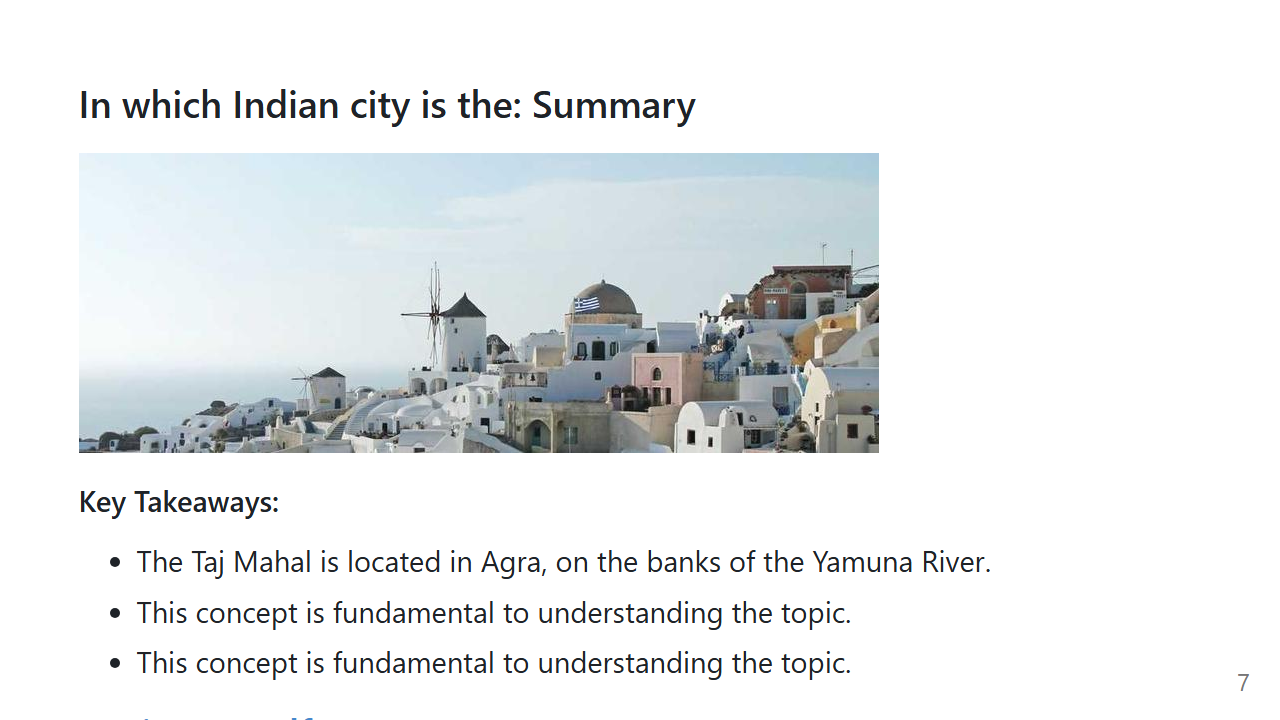 In which Indian city is the: Summary
Key Takeaways:
• The Taj Mahal is located in Agra, on the banks of the Yamuna River.
• This concept is fundamental to understanding the topic.
• This concept is fundamental to understanding the topic.
7